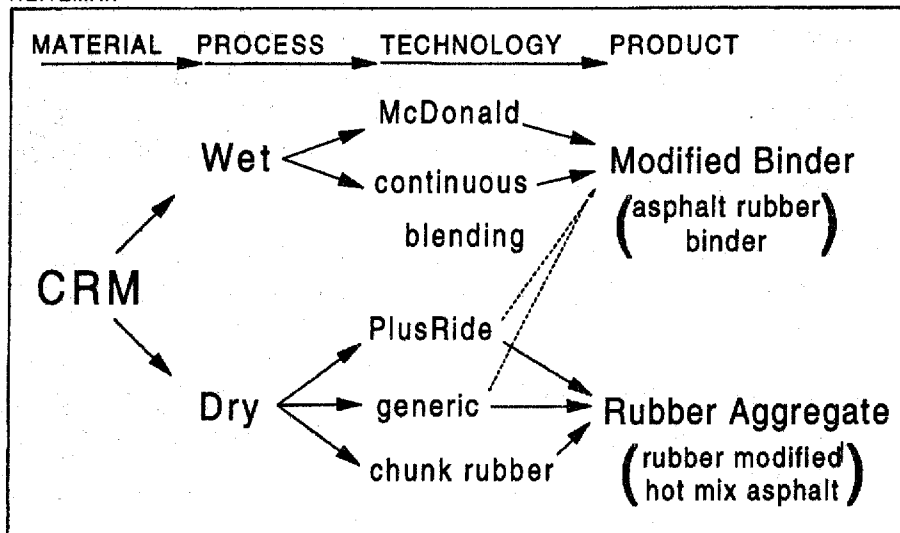 MATERIAL PROCESS TECHNOLOGY PRODUCT
McDonald
Wet
Modified Binder
continuous
(asphalt rubber
binder)
blending
CRM
PlusRide
Dry
generic
Rubber Aggregate
chunk rubber
(rubber modified
hot mix asphalt)